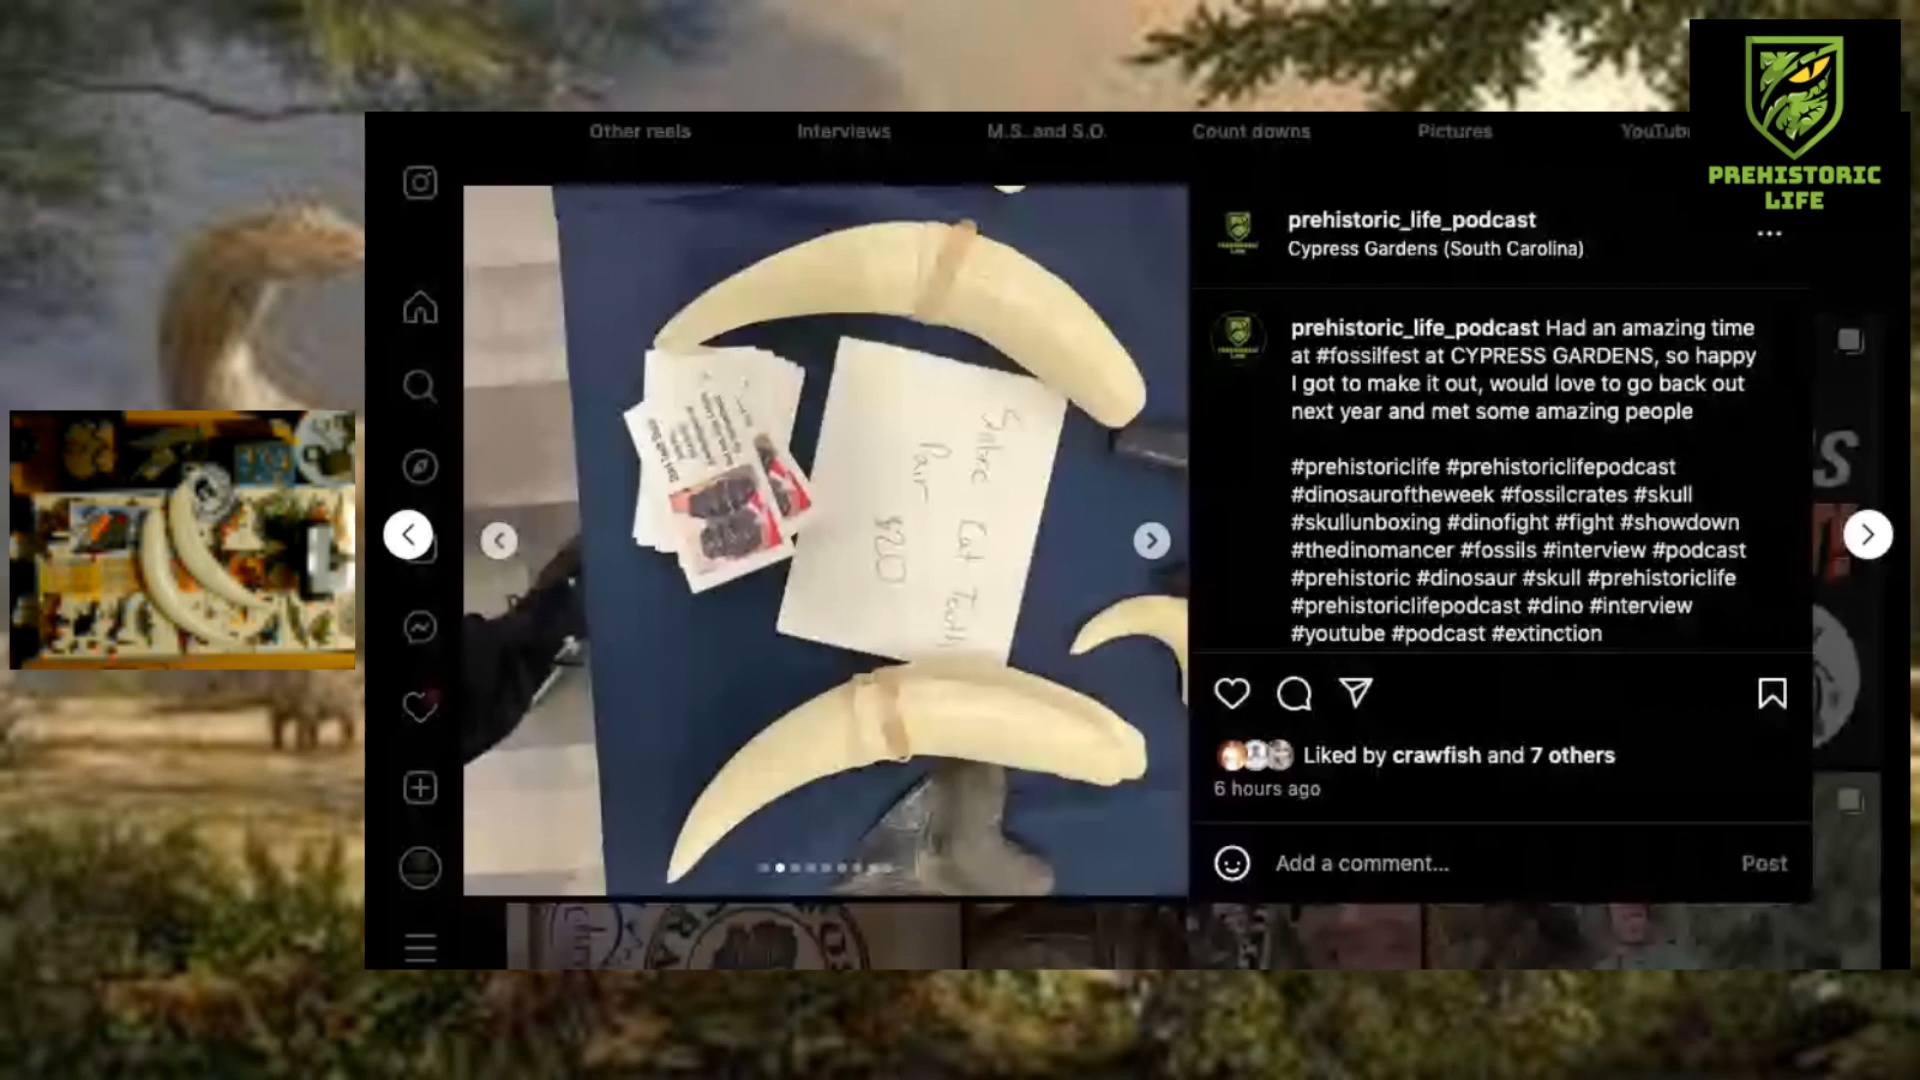 Other reels
Interviews
M.S. and S.O.
Count downs
Pictures
PREHISTORIC
LIFE
prehistoric_life_podcast
Cypress Gardens (South Carolina)
prehistoric_life_podcast Had an amazing time
at #fossilfest at CYPRESS GARDENS, so happy
I got to make it out, would love to go back out
next year and met some amazing people
#prehistoriclife #prehistoriclifepodcast
#dinosauroftheweek #fossilcrates #skull
#skullunboxing #dinofight #fight #showdown
#thedinomancer #fossils #interview #podcast
#prehistoric #dinosaur #skull #prehistoriclife
#prehistoriclifepodcast #dino #interview
#youtube #podcast #extinction
Liked by crawfish and 7 others
6 hours ago
Add a comment...
Post
Sabre Cat Tooth
Pair
$20